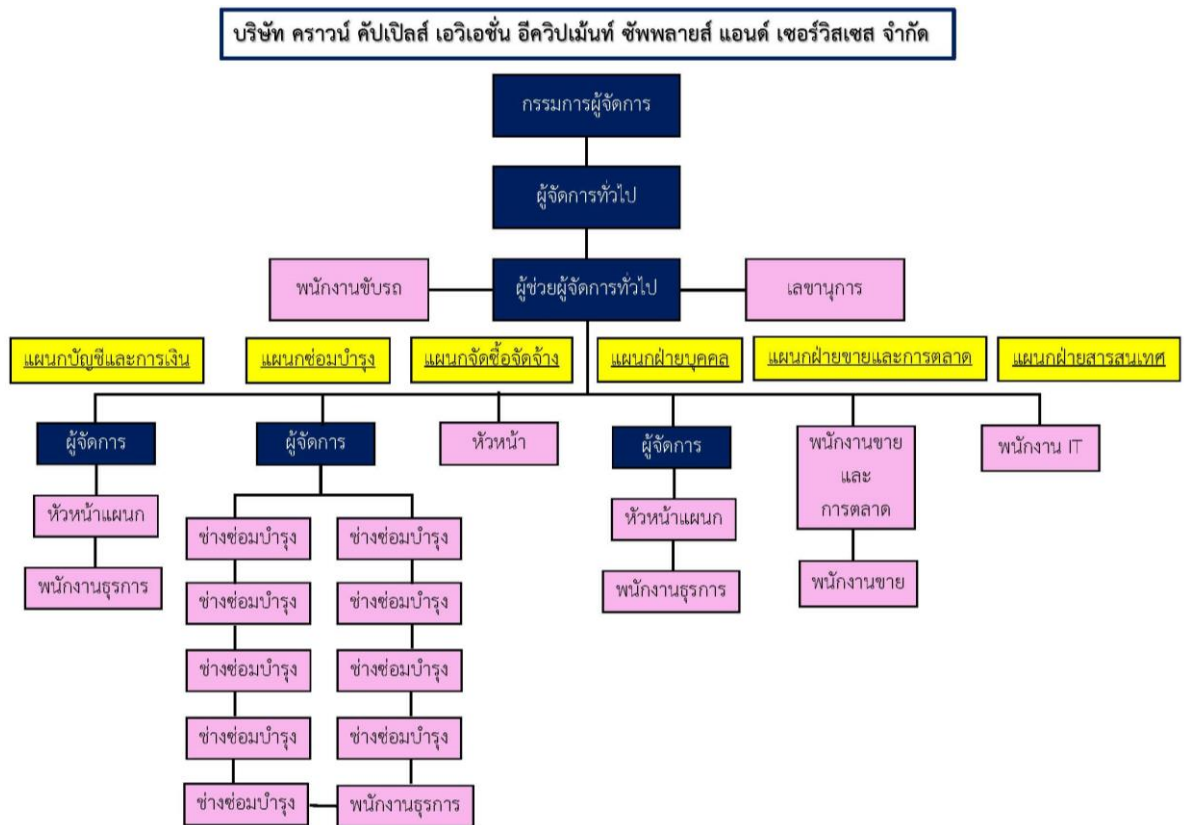 บริษัท คราวน์ คัปเปิลส์ เอวิเอชั่น อีควิปเม้นท์ ซัพพลายส์ แอนด์ เซอร์วิสเซส จำกัด
กรรมการผู้จัดการ
ผู้จัดการทั่วไป
พนักงานขับรถ
ผู้ช่วยผู้จัดการทั่วไป
เลขานุการ
แผนกบัญชีและการเงิน
แผนกซ่อมบำรุง
แผนกจัดซื้อจัดจ้าง
แผนกฝ่ายบุคคล
แผนกฝ่ายขายและการตลาด
แผนกฝ่ายสารสนเทศ
ผู้จัดการ
ผู้จัดการ
หัวหน้า
ผู้จัดการ
พนักงานขาย
และ
การตลาด
พนักงาน IT
หัวหน้าแผนก
ช่างซ่อมบำรุง
ช่างซ่อมบำรุง
หัวหน้าแผนก
พนักงานธุรการ
ช่างซ่อมบำรุง
ช่างซ่อมบำรุง
พนักงานธุรการ
พนักงานขาย
ช่างซ่อมบำรุง
ช่างซ่อมบำรุง
ช่างซ่อมบำรุง
ช่างซ่อมบำรุง
ช่างซ่อมบำรุง
พนักงานธุรการ